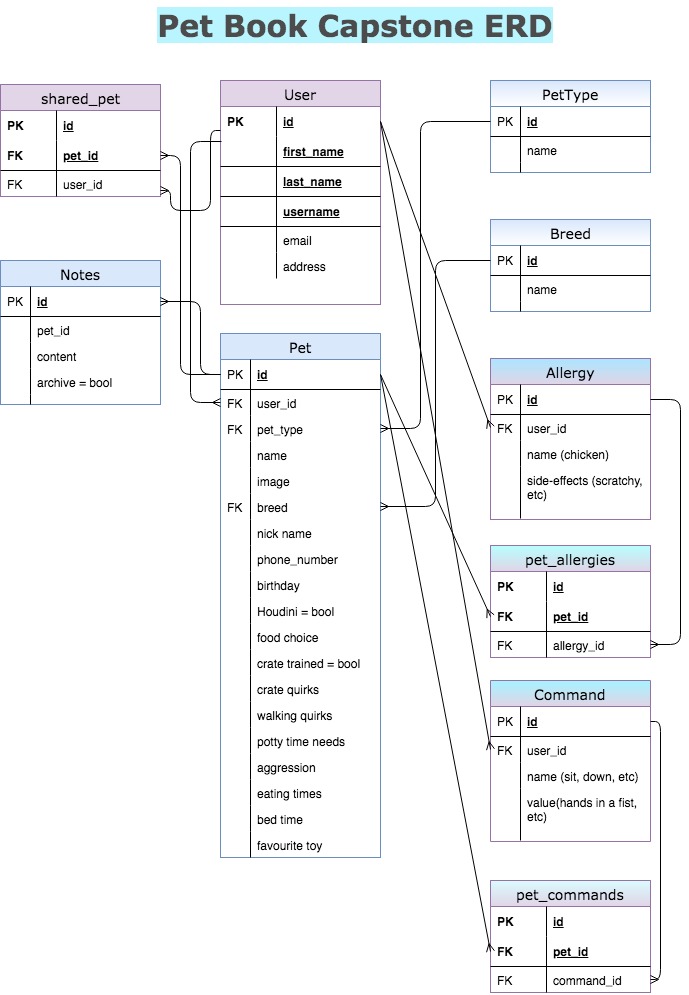 Pet Book Capstone ERD
shared_pet
PK id
PK pet_id
FK user_id
User
PK id
first_name
last_name
username
email
address
PetType
PK id
name
Breed
PK id
name
Notes
PK id
pet_id
content
archive = bool
Pet
PK id
FK user_id
FK pet_type
name
image
FK breed
nick name
phone_number
birthday
Houdini = bool
food choice
crate trained = bool
crate quirks
walking quirks
potty time needs
aggression
eating times
bed time
favourite toy
Allergy
PK id
FK user_id
name (chicken)
side-effects (scratchy,
etc)
pet_allergies
PK id
FK pet_id
FK allergy_id
Command
PK id
FK user_id
name (sit, down, etc)
value(hands in a fist,
etc)
pet_commands
PK id
FK pet_id
FK command_id